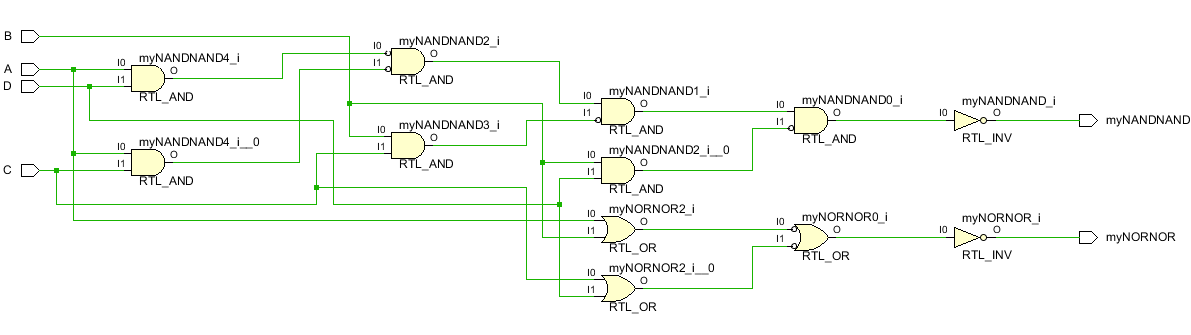 B
A
D
C
I0
I1
myNANDNAND4_i
O
RTL_AND
I0
I1
myNANDNAND4_i__0
O
RTL_AND
I0
I1
myNANDNAND2_i
O
RTL_AND
I0
I1
myNANDNAND3_i
O
RTL_AND
I0
I1
myNANDNAND1_i
O
RTL_AND
I0
I1
myNANDNAND2_i__0
O
RTL_AND
I0
I1
myNORNOR2_i
O
RTL_OR
I0
I1
myNORNOR2_i__0
O
RTL_OR
I0
I1
myNANDNAND0_i
O
RTL_AND
I0
I1
myNORNOR0_i
O
RTL_OR
I0
myNANDNAND_i
O
RTL_INV
I0
myNORNOR_i
O
RTL_INV
myNANDNAND
myNORNOR